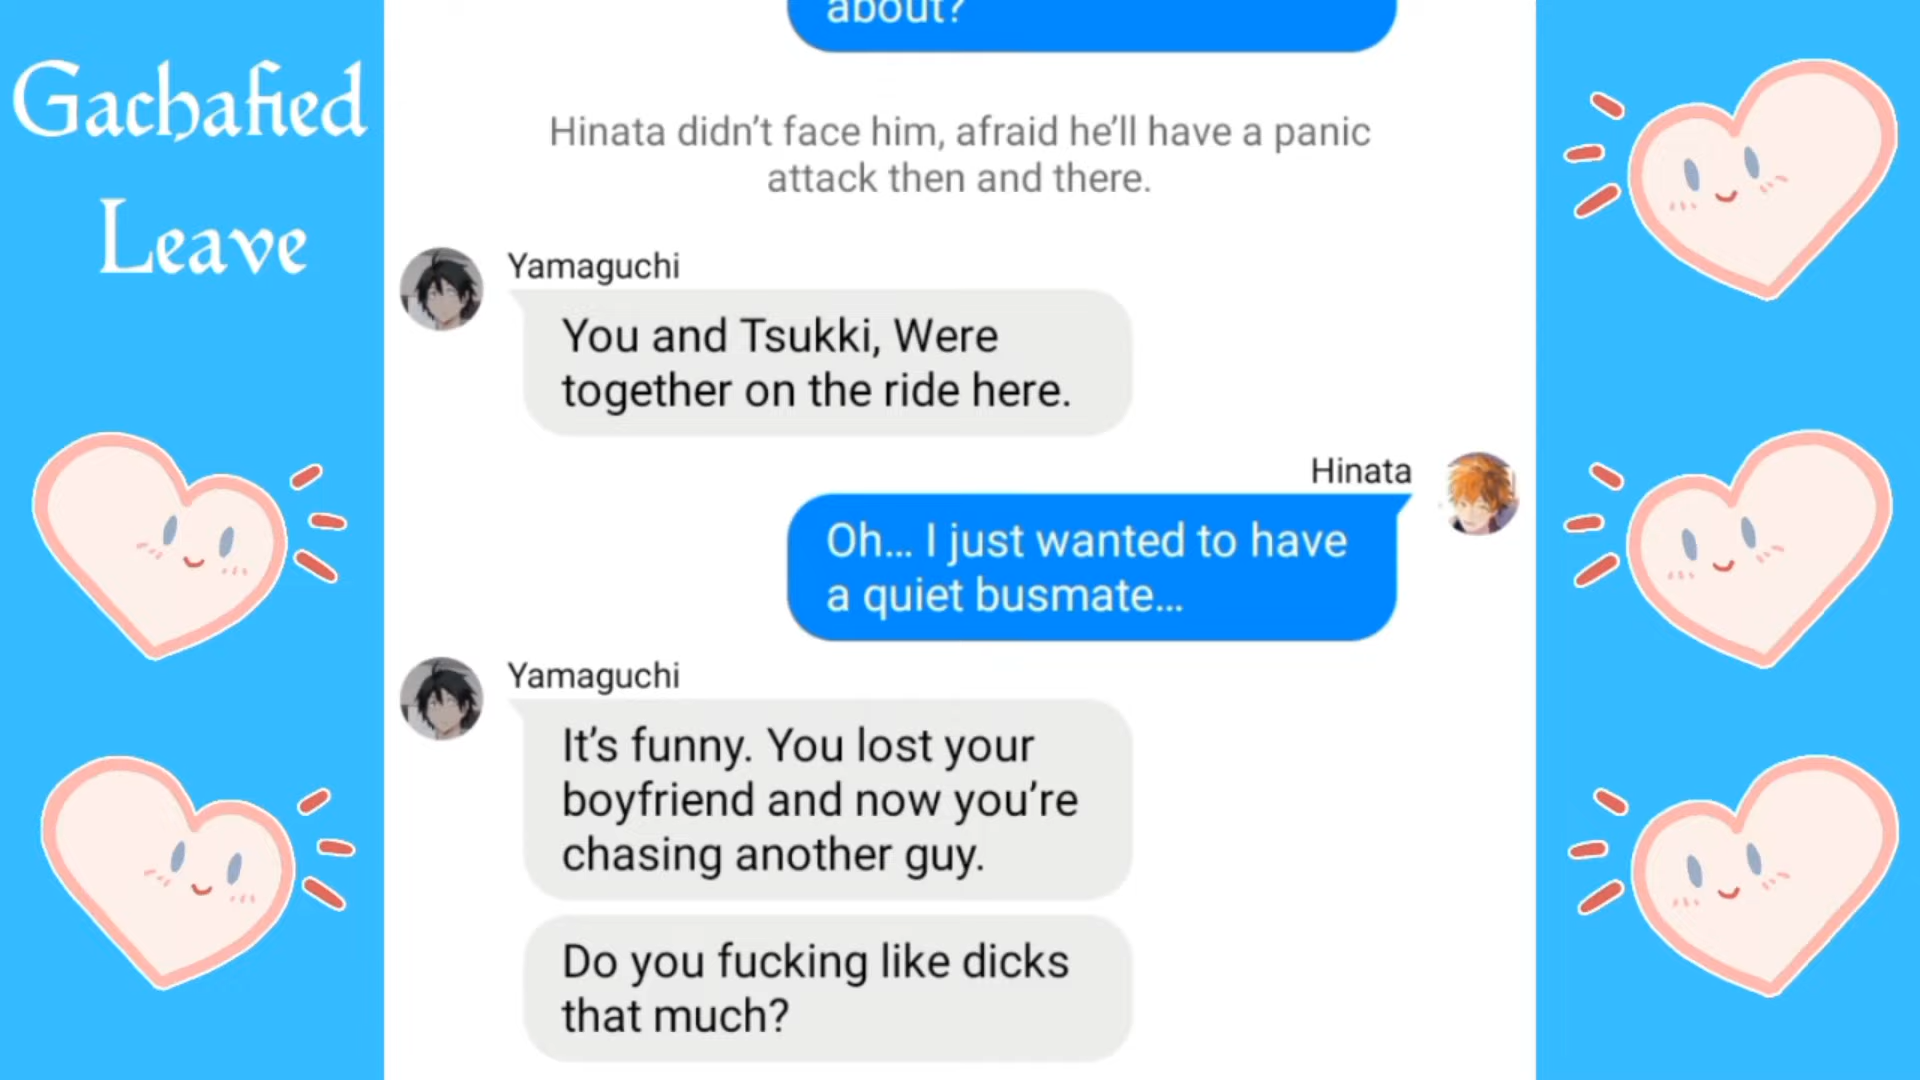 Gachafied
Leave
about?
Hinata didn’t face him, afraid he’ll have a panic
attack then and there.
Yamaguchi
You and Tsukki, Were
together on the ride here.
Hinata
Oh... I just wanted to have
a quiet busmate...
Yamaguchi
It’s funny. You lost your
boyfriend and now you’re
chasing another guy.
Do you fucking like dicks
that much?